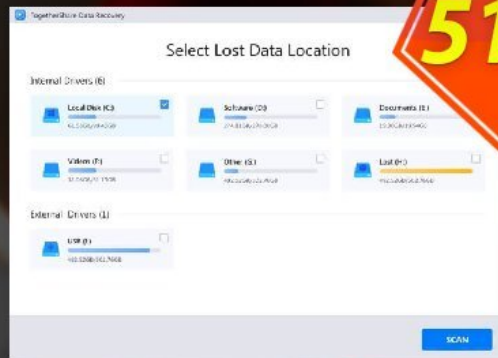 TogetherShare Data Recovery
51
Select Lost Data Location
Internal Drivers (6)
Local Disk (C:)
Software (D:)
Documents (E:)
Videos (F:)
Other (G:)
Lost (H:)
External Drivers (1)
USB (I:)
SCAN